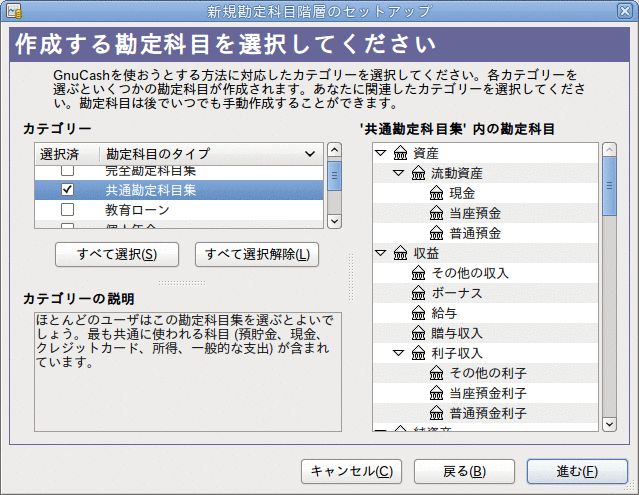 新規勘定科目階層のセットアップ
作成する勘定科目を選択してください
GnuCashを使おうとする方法に対応したカテゴリーを選択してください。各カテゴリーを
選ぶといくつかの勘定科目が作成されます。あなたに関連したカテゴリーを選択してくださ
い。勘定科目は後でいつでも手動作成することができます。
カテゴリー
選択済 勘定科目のタイプ
完全勘定科目集
共通勘定科目集
教育ローン
個人年金
すべて選択(S) すべて選択解除(L)
カテゴリーの説明
ほとんどのユーザはこの勘定科目集を選ぶとよいで
しょう。最も共通に使われる科目 (預貯金、現金、
クレジットカード、所得、一般的な支出) が含まれ
ています。
'共通勘定科目集' 内の勘定科目
資産
流動資産
現金
当座預金
普通預金
収益
その他の収入
ボーナス
給与
贈与収入
利子収入
その他の利子
当座預金利子
普通預金利子
キャンセル(C) 戻る(B) 進む(F)